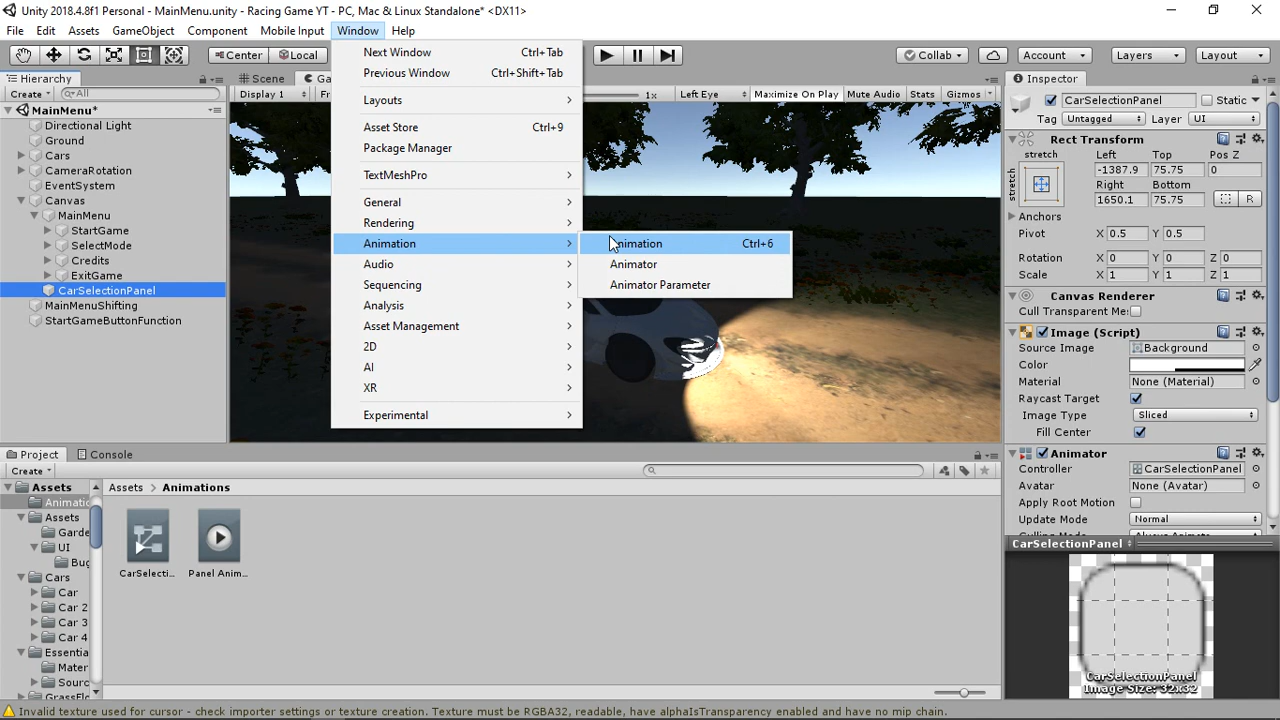 Unity 2018.4.8f1 Personal - MainMenu.unity - Racing Game YT - PC, Mac & Linux Standalone* <DX11>
File Edit Assets GameObject Component Mobile Input Window Help
Center Local Collab Account Layers Layout
Hierarchy
Create All
MainMenu*
Directional Light
Ground
Cars
CameraRotation
EventSystem
Canvas
MainMenu
StartGame
SelectMode
Credits
ExitGame
CarSelectionPanel
MainMenuShifting
StartGameButtonFunction
Scene Ga
Display 1 Fr 1x Left Eye Maximize On Play Mute Audio Stats Gizmos
Next Window Ctrl+Tab
Previous Window Ctrl+Shift+Tab
Layouts
Asset Store Ctrl+9
Package Manager
TextMeshPro
General
Rendering
Animation
Audio
Sequencing
Analysis
Asset Management
2D
AI
XR
Experimental
nimation Ctrl+6
Animator
Animator Parameter
Inspector
CarSelectionPanel Static
Tag Untagged Layer UI
Rect Transform
stretch Left Top Pos Z
stretch
-1387.9 75.75 0
Right Bottom
1650.1 75.75 R
Anchors
Pivot X 0.5 Y 0.5
Rotation X 0 Y 0 Z 0
Scale X 1 Y 1 Z 1
Canvas Renderer
Cull Transparent Me
Image (Script)
Source Image Background
Color
Material None (Material)
Raycast Target
Image Type Sliced
Fill Center
Animator
Controller CarSelectionPanel
Avatar None (Avatar)
Apply Root Motion
Update Mode Normal
CarSelectionPanel
CarSelectionPanel
Image Size: 32x32
Project Console
Create
Assets
Animatic
Assets
Garde
UI
Bug
Cars
Car
Car 2
Car 3
Car 4
Essentia
Mater
Sourc
Assets > Animations
CarSelecti...
Panel Anim...
Invalid texture used for cursor - check importer settings or texture creation. Texture must be RGBA32, readable, have alphaIsTransparency enabled and have no mip chain.